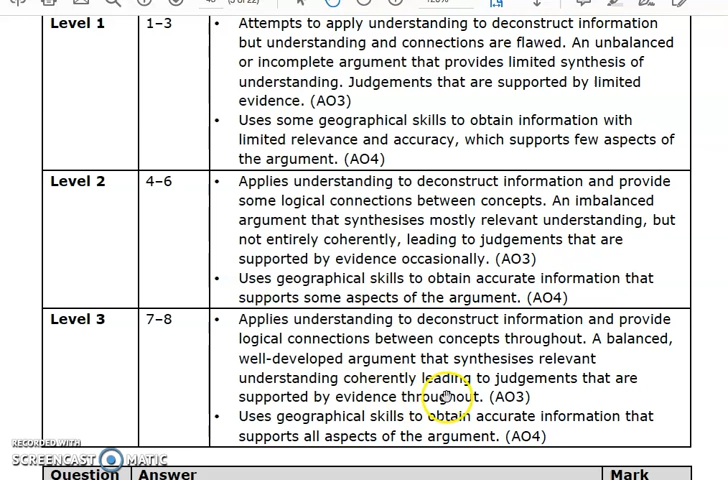 Level 1
1–3
• Attempts to apply understanding to deconstruct information
but understanding and connections are flawed. An unbalanced
or incomplete argument that provides limited synthesis of
understanding. Judgements that are supported by limited
evidence. (AO3)
• Uses some geographical skills to obtain information with
limited relevance and accuracy, which supports few aspects of
the argument. (AO4)
Level 2
4–6
• Applies understanding to deconstruct information and provide
some logical connections between concepts. An imbalanced
argument that synthesises mostly relevant understanding, but
not entirely coherently, leading to judgements that are
supported by evidence occasionally. (AO3)
• Uses geographical skills to obtain accurate information that
supports some aspects of the argument. (AO4)
Level 3
7–8
• Applies understanding to deconstruct information and provide
logical connections between concepts throughout. A balanced,
well-developed argument that synthesises relevant
understanding coherently leading to judgements that are
supported by evidence throughout. (AO3)
• Uses geographical skills to obtain accurate information that
supports all aspects of the argument. (AO4)
RECORDED WITH
SCREENCAST MATIC
Question Answer Mark